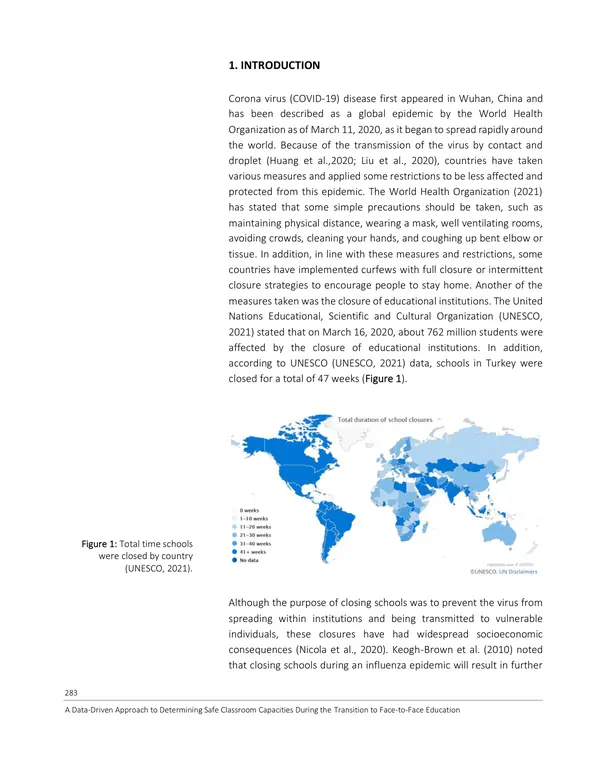 1. INTRODUCTION
Corona virus (COVID-19) disease first appeared in Wuhan, China and
has been described as a global epidemic by the World Health
Organization as of March 11, 2020, as it began to spread rapidly around
the world. Because of the transmission of the virus by contact and
droplet (Huang et al.,2020; Liu et al., 2020), countries have taken
various measures and applied some restrictions to be less affected and
protected from this epidemic. The World Health Organization (2021)
has stated that some simple precautions should be taken, such as
maintaining physical distance, wearing a mask, well ventilating rooms,
avoiding crowds, cleaning your hands, and coughing up bent elbow or
tissue. In addition, in line with these measures and restrictions, some
countries have implemented curfews with full closure or intermittent
closure strategies to encourage people to stay home. Another of the
measures taken was the closure of educational institutions. The United
Nations Educational, Scientific and Cultural Organization (UNESCO,
2021) stated that on March 16, 2020, about 762 million students were
affected by the closure of educational institutions. In addition,
according to UNESCO (UNESCO, 2021) data, schools in Turkey were
closed for a total of 47 weeks (Figure 1).
Total duration of school closures
0 weeks
1-10 weeks
11-20 weeks
21-30 weeks
31-40 weeks
41+ weeks
No data
©UNESCO. UN Disclaimers
Figure 1: Total time schools
were closed by country
(UNESCO, 2021).
Although the purpose of closing schools was to prevent the virus from
spreading within institutions and being transmitted to vulnerable
individuals, these closures have had widespread socioeconomic
consequences (Nicola et al., 2020). Keogh-Brown et al. (2010) noted
that closing schools during an influenza epidemic will result in further
283
A Data-Driven Approach to Determining Safe Classroom Capacities During the Transition to Face-to-Face Education